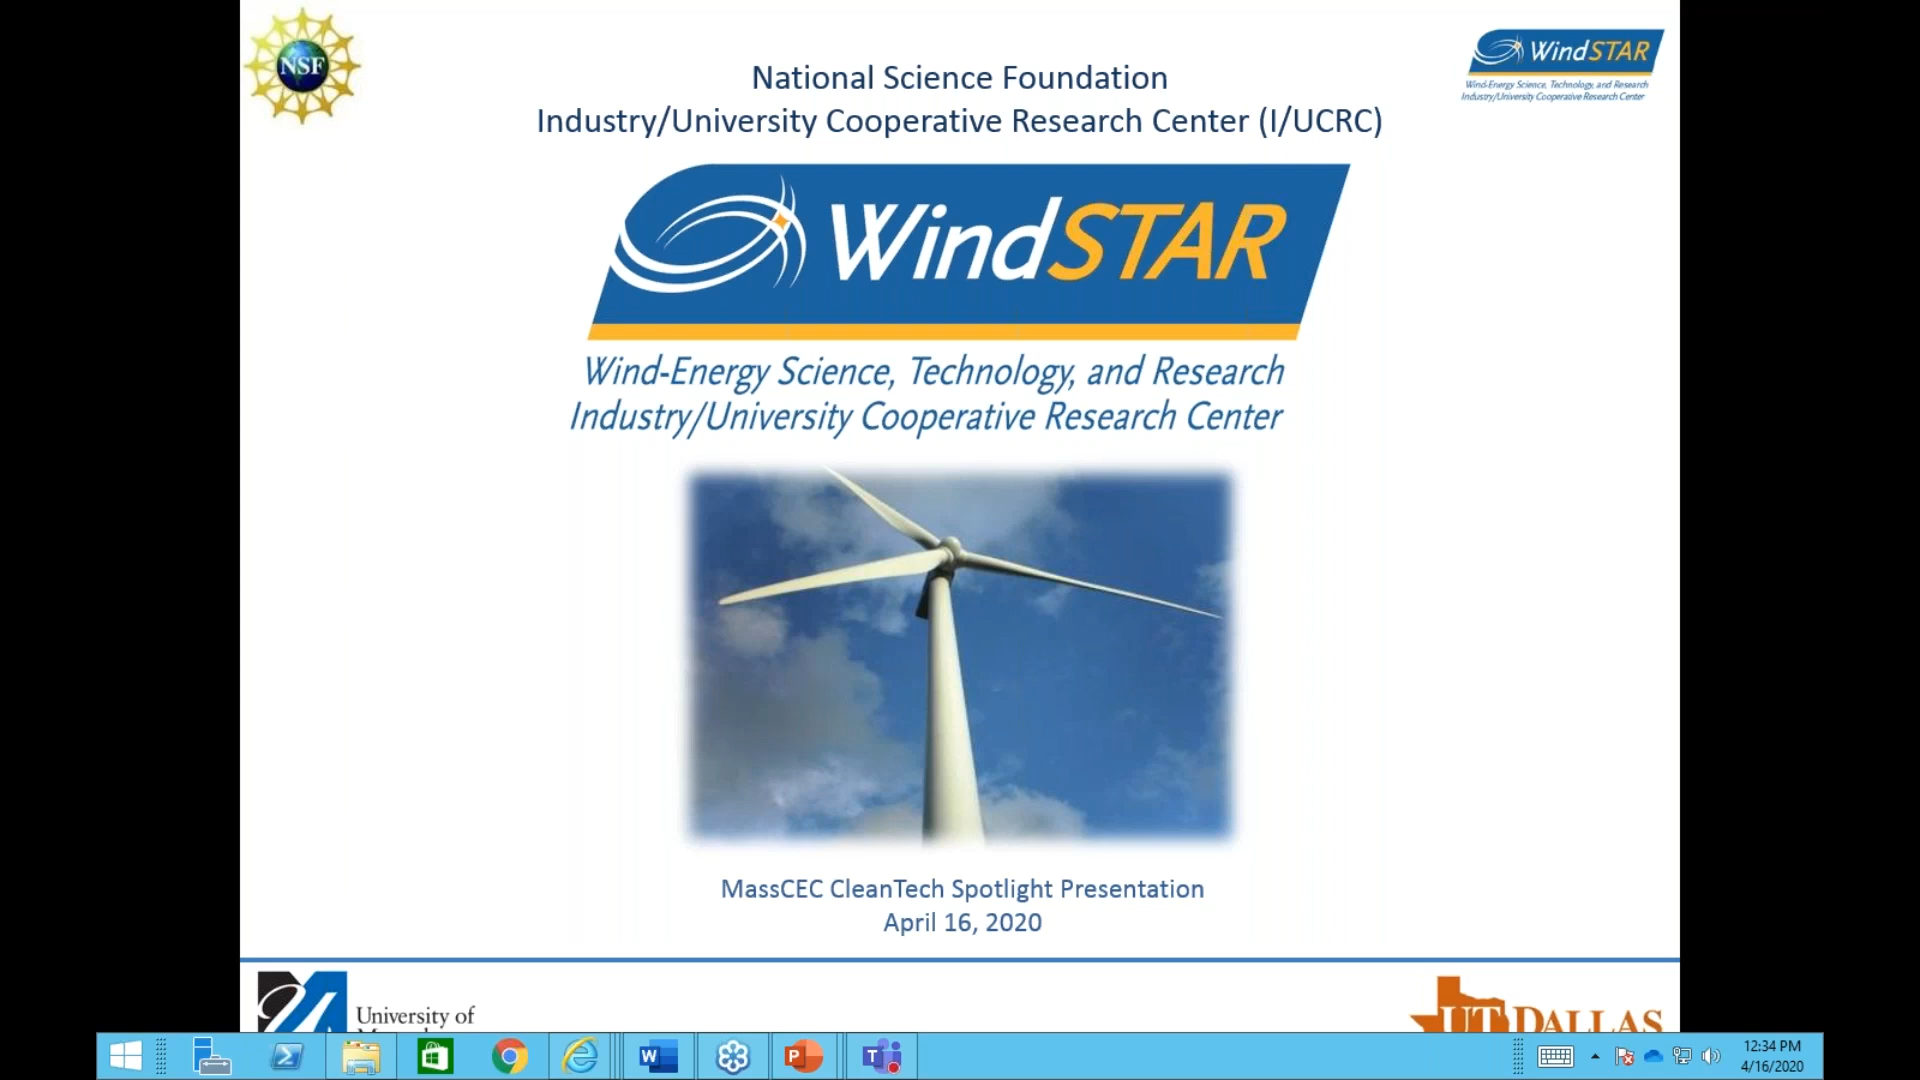 NSF
National Science Foundation
Industry/University Cooperative Research Center (I/UCRC)
WindSTAR
Wind-Energy Science, Technology, and Research
Industry/University Cooperative Research Center
WindSTAR
Wind-Energy Science, Technology, and Research
Industry/University Cooperative Research Center
MassCEC CleanTech Spotlight Presentation
April 16, 2020
University of
UT DALLAS
12:34 PM
4/16/2020